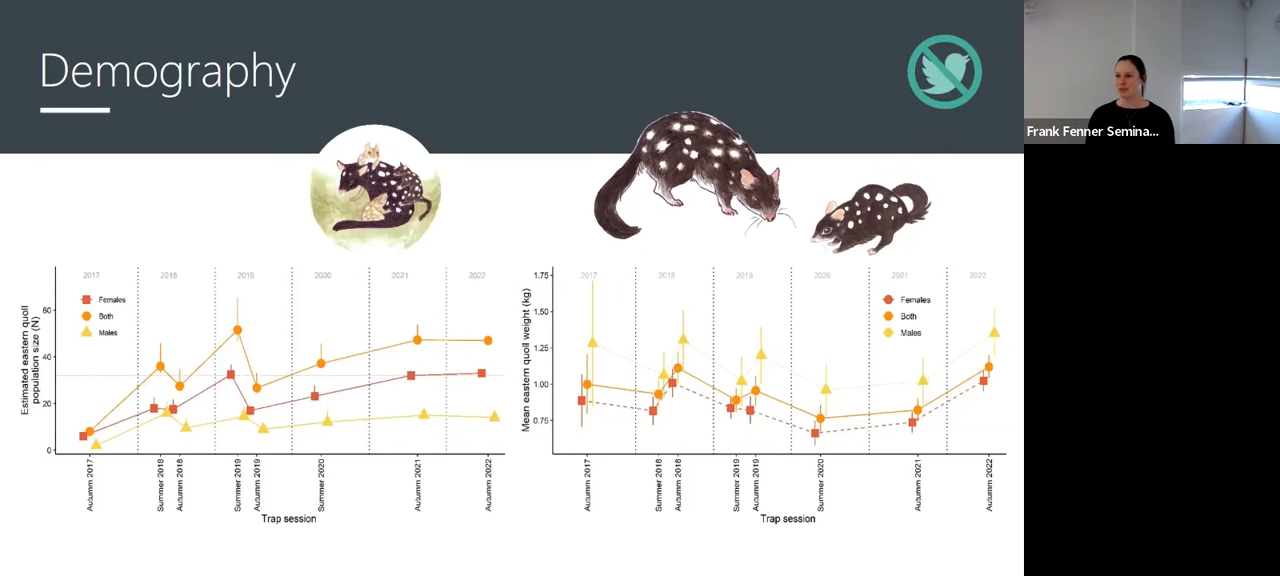 Demography
Frank Fenner Semina...
Estimated eastern quoll
population size (N)
60
40
20
0
2017
2018
2019
2020
2021
2022
Females
Both
Males
Autumn 2017
Summer 2018
Autumn 2018
Summer 2019
Autumn 2019
Summer 2020
Autumn 2021
Autumn 2022
Trap session
Mean eastern quoll weight (kg)
1.75
1.50
1.25
1.00
0.75
2017
2018
2019
2020
2021
2022
Females
Both
Males
Autumn 2017
Summer 2018
Autumn 2018
Summer 2019
Autumn 2019
Summer 2020
Autumn 2021
Autumn 2022
Trap session